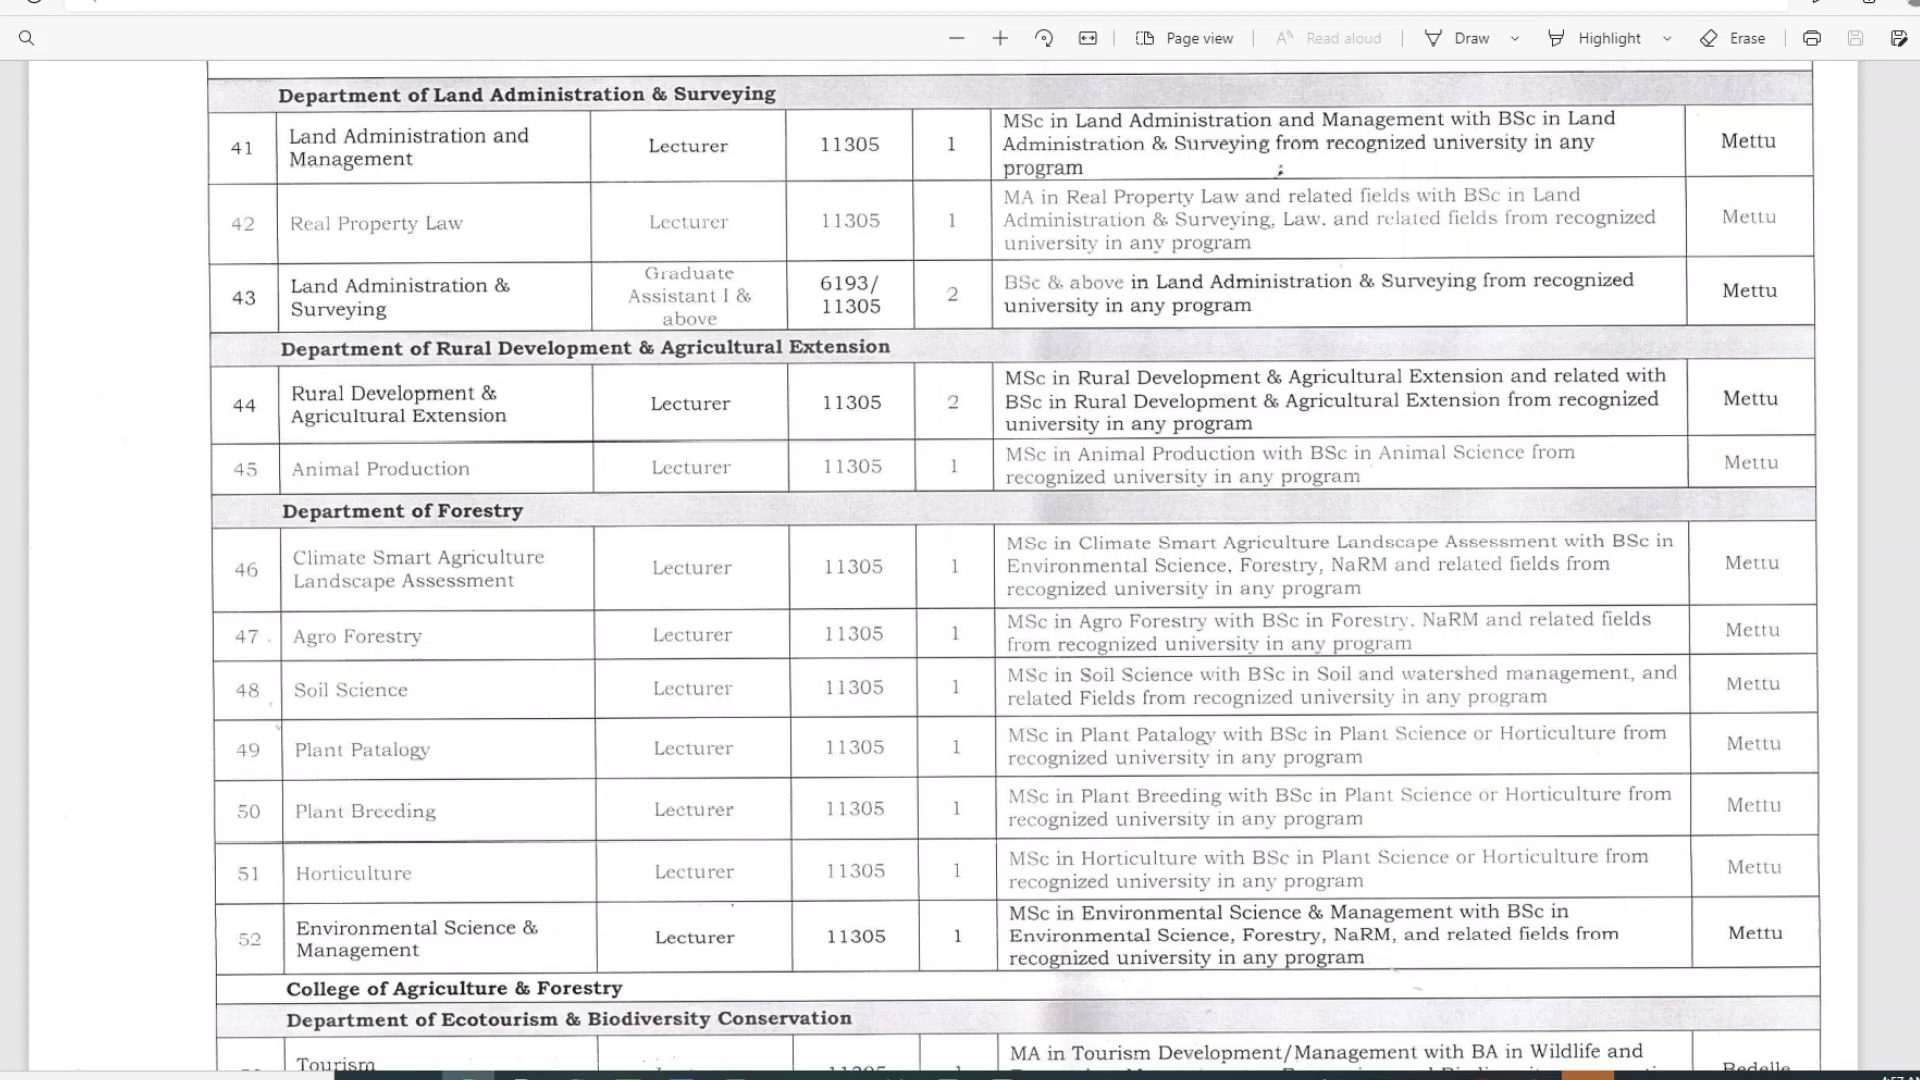 Page view
Read aloud
Draw
Highlight
Erase
Department of Land Administration & Surveying
41 Land Administration and Management Lecturer 11305 1 MSc in Land Administration and Management with BSc in Land Administration & Surveying from recognized university in any program Mettu
42 Real Property Law Lecturer 11305 1 MA in Real Property Law and related fields with BSc in Land Administration & Surveying, Law, and related fields from recognized university in any program Mettu
43 Land Administration & Surveying Graduate Assistant I & above 6193/ 11305 2 BSc & above in Land Administration & Surveying from recognized university in any program Mettu
Department of Rural Development & Agricultural Extension
44 Rural Development & Agricultural Extension Lecturer 11305 2 MSc in Rural Development & Agricultural Extension and related with BSc in Rural Development & Agricultural Extension from recognized university in any program Mettu
45 Animal Production Lecturer 11305 1 MSc in Animal Production with BSc in Animal Science from recognized university in any program Mettu
Department of Forestry
46 Climate Smart Agriculture Landscape Assessment Lecturer 11305 1 MSc in Climate Smart Agriculture Landscape Assessment with BSc in Environmental Science, Forestry, NaRM and related fields from recognized university in any program Mettu
47 Agro Forestry Lecturer 11305 1 MSc in Agro Forestry with BSc in Forestry, NaRM and related fields from recognized university in any program Mettu
48 Soil Science Lecturer 11305 1 MSc in Soil Science with BSc in Soil and watershed management, and related Fields from recognized university in any program Mettu
49 Plant Patalogy Lecturer 11305 1 MSc in Plant Patalogy with BSc in Plant Science or Horticulture from recognized university in any program Mettu
50 Plant Breeding Lecturer 11305 1 MSc in Plant Breeding with BSc in Plant Science or Horticulture from recognized university in any program Mettu
51 Horticulture Lecturer 11305 1 MSc in Horticulture with BSc in Plant Science or Horticulture from recognized university in any program Mettu
52 Environmental Science & Management Lecturer 11305 1 MSc in Environmental Science & Management with BSc in Environmental Science, Forestry, NaRM, and related fields from recognized university in any program Mettu
College of Agriculture & Forestry
Department of Ecotourism & Biodiversity Conservation
Tourism MA in Tourism Development/Management with BA in Wildlife and